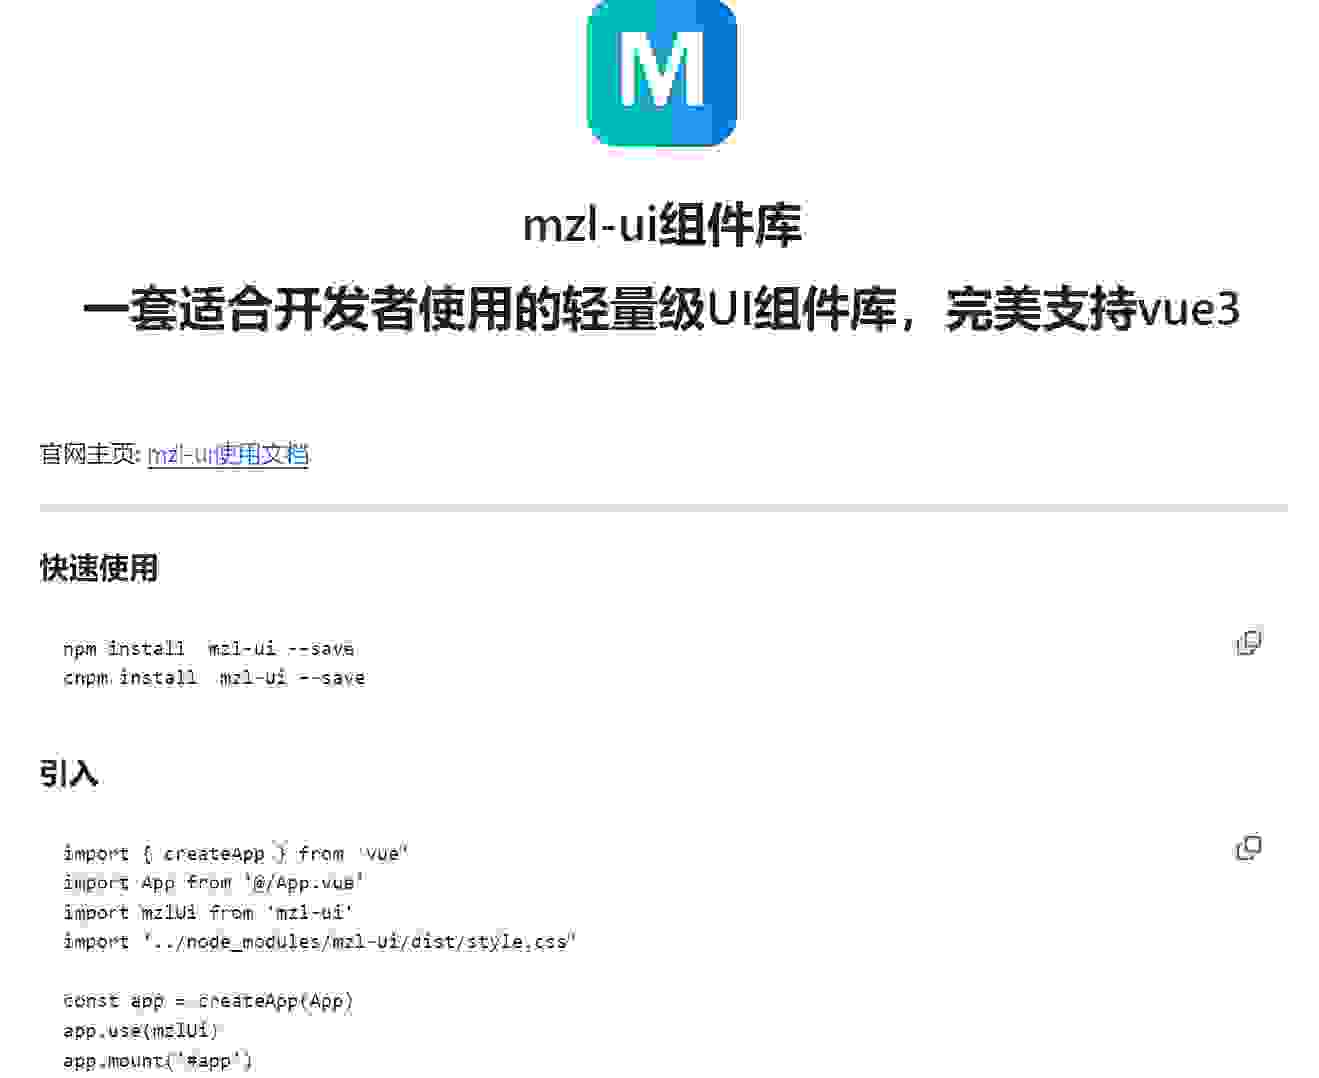 M
mzl-ui组件库
一套适合开发者使用的轻量级UI组件库，完美支持vue3
官网主页: mzl-ui使用文档
快速使用
npm install  mzl-ui --save
cnpm install  mzl-ui --save
引入
import { createApp } from 'vue'
import App from '@/App.vue'
import mzlUi from 'mzl-ui'
import "../node_modules/mzl-ui/dist/style.css"
const app = createApp(App)
app.use(mzlUi)
app.mount('#app')